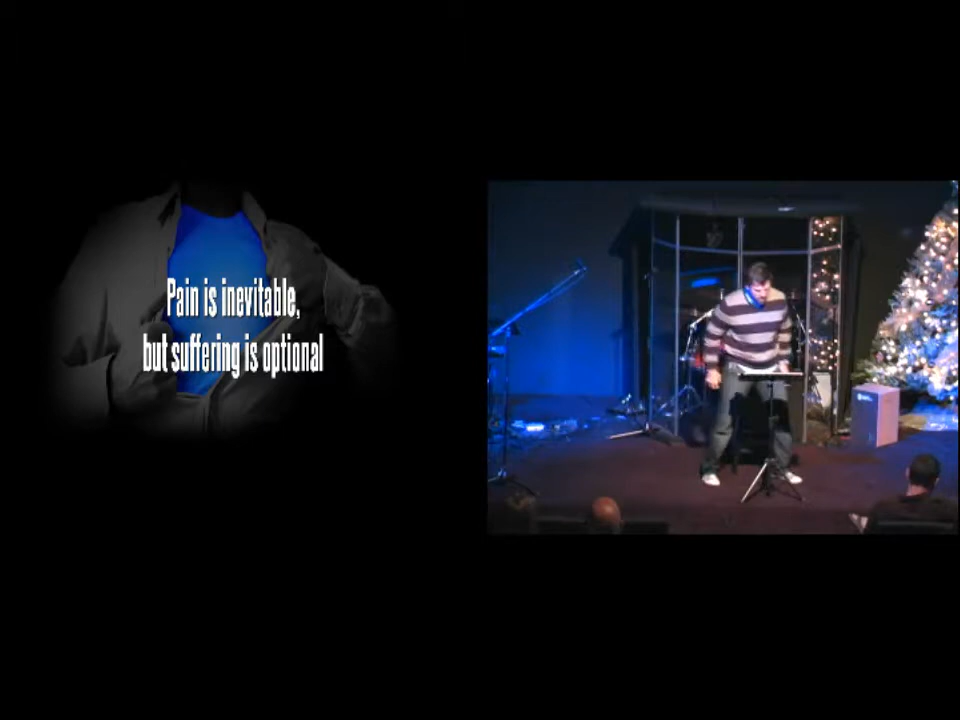 Pain is inevitable,
but suffering is optional